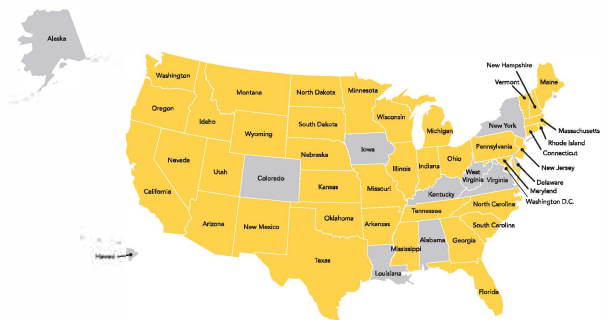 Alaska
New Hampshire
Washington
Maine
Vermont
Montana
North Dakota
Minnesota
Oregon
Wisconsin
Massachusetts
Idaho
South Dakota
New York
Michigan
Rhode Island
Wyoming
Connecticut
Pennsylvania
Iowa
Nebraska
Ohio
Nevada
Illinois
Indiana
New Jersey
Utah
West
Virginia
Virginia
Colorado
Delaware
Kansas
Missouri
Maryland
California
Kentucky
Washington D.C.
North Carolina
Tennessee
Oklahoma
Arkansas
South Carolina
Arizona
New Mexico
Alabama
Georgia
Mississippi
Texas
Louisiana
Florida